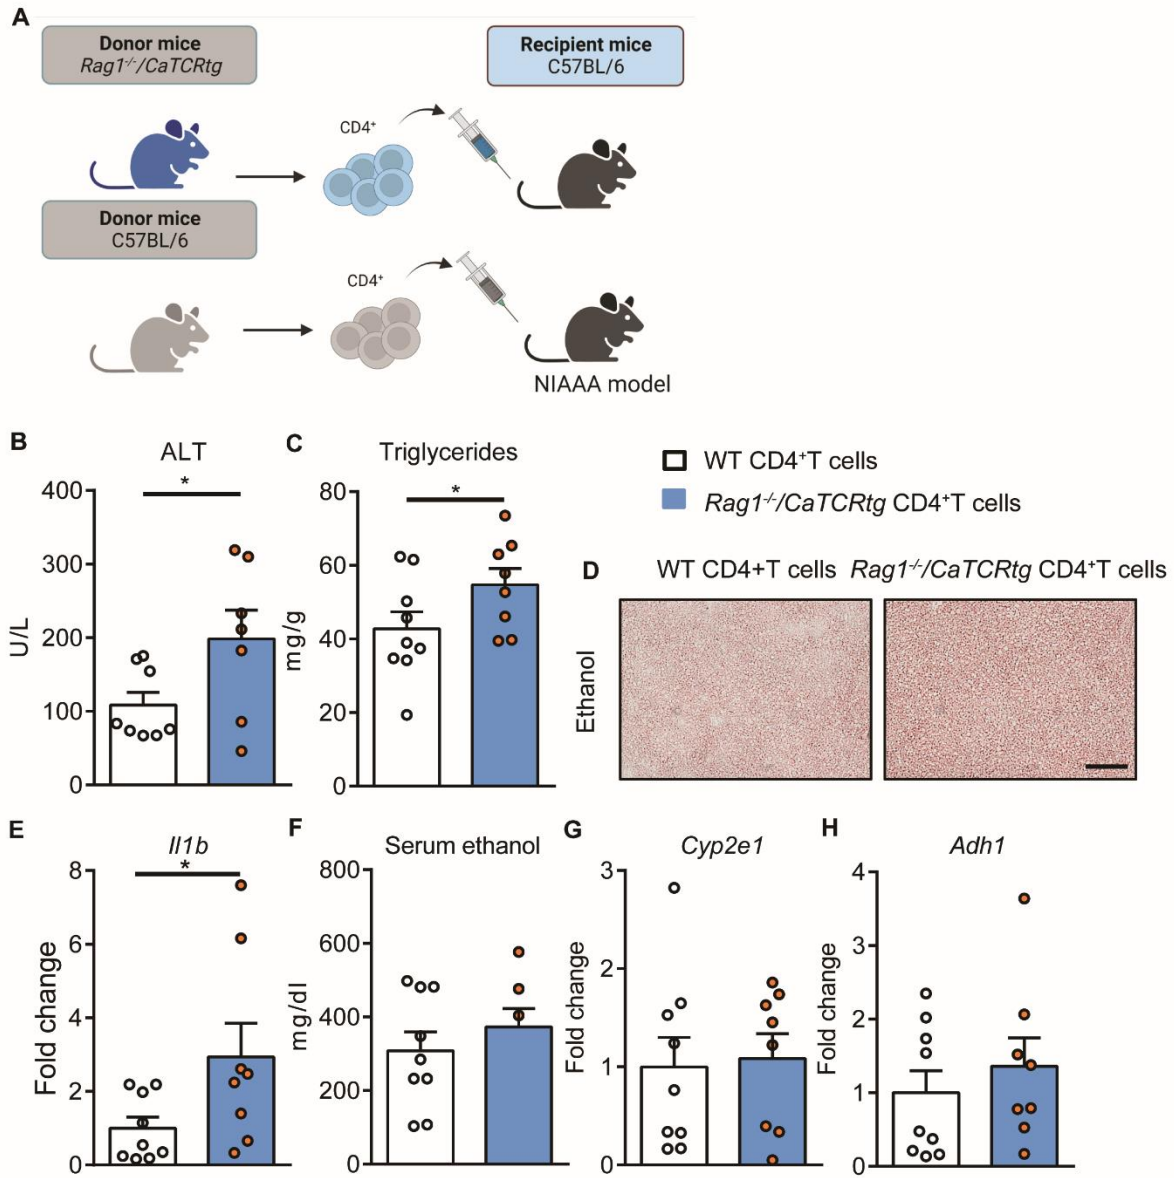 A
Donor mice
Rag1-/-/CaTCRtg
Recipient mice
C57BL/6
CD4+
Donor mice
C57BL/6
CD4+
NIAAA model
B
ALT
*
U/L
400
300
200
100
0
C
Triglycerides
*
mg/g
80
60
40
20
0
WT CD4+T cells
Rag1-/-/CaTCRtg CD4+T cells
D
WT CD4+T cells
Rag1-/-/CaTCRtg CD4+T cells
Ethanol
E
Il1b
*
Fold change
8
6
4
2
0
F
Serum ethanol
mg/dl
800
600
400
200
0
G
Cyp2e1
Fold change
3
2
1
0
H
Adh1
Fold change
4
3
2
1
0